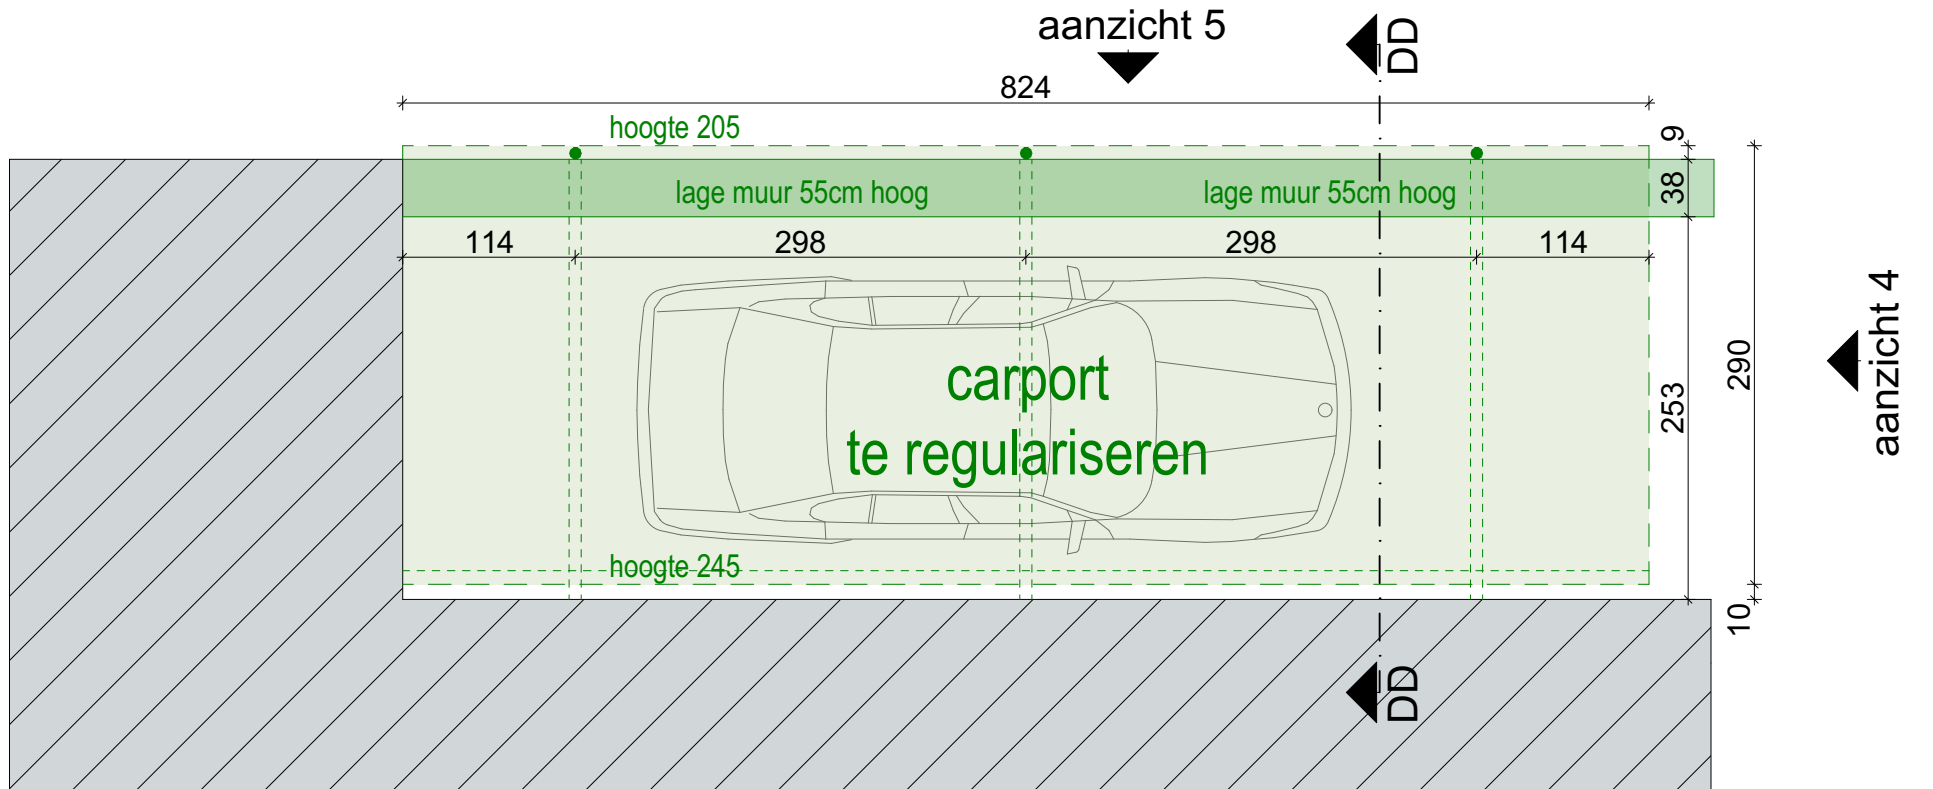 aanzicht 5
DD
824
hoogte 205
9
lage muur 55cm hoog
lage muur 55cm hoog
38
114
298
298
114
aanzicht 4
290
carport
253
te regulariseren
hoogte 245
10
DD